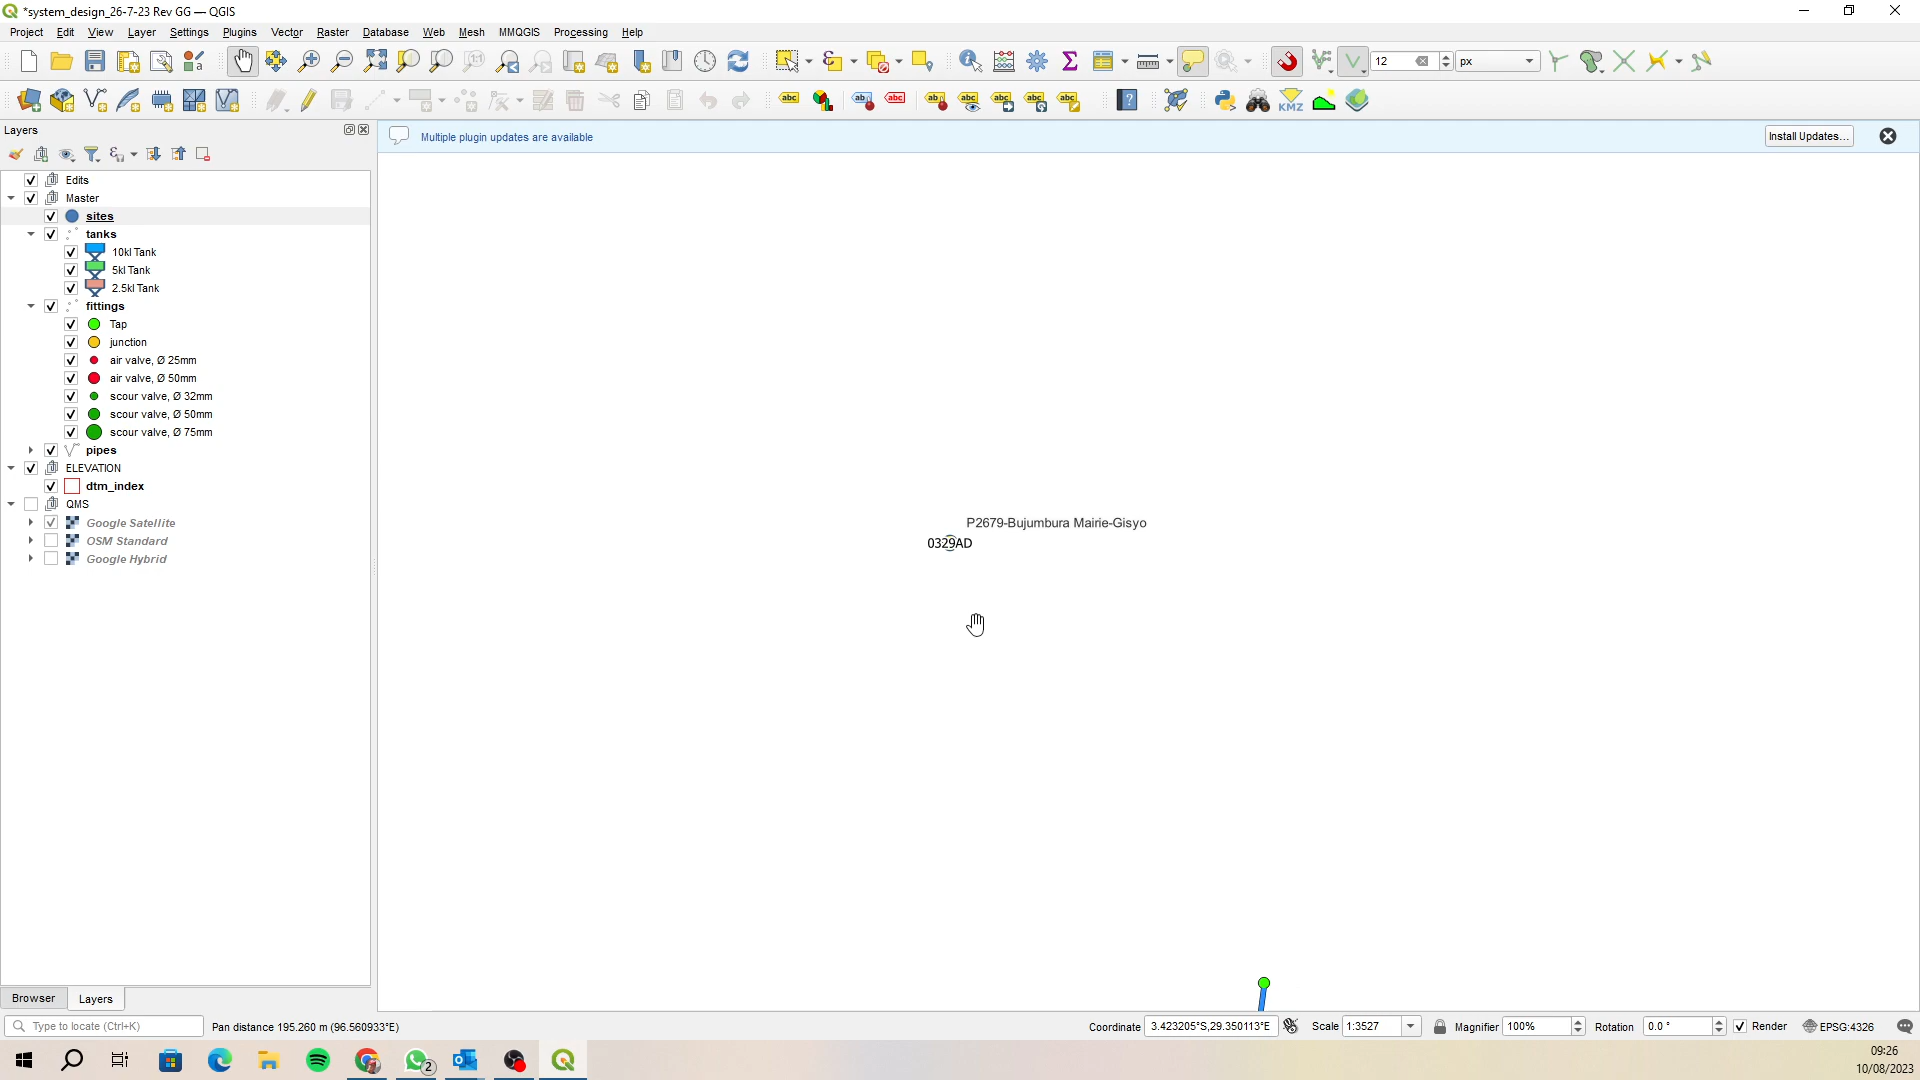 *system_design_26-7-23 Rev GG — QGIS
Project Edit View Layer Settings Plugins Vector Raster Database Web Mesh MMQGIS Processing Help
12 px
Layers
Multiple plugin updates are available
Install Updates...
Edits
Master
sites
tanks
10kl Tank
5kl Tank
2.5kl Tank
fittings
Tap
junction
air valve, Ø 25mm
air valve, Ø 50mm
scour valve, Ø 32mm
scour valve, Ø 50mm
scour valve, Ø 75mm
pipes
ELEVATION
dtm_index
QMS
Google Satellite
OSM Standard
Google Hybrid
P2679-Bujumbura Mairie-Gisyo
0329AD
Browser Layers
Type to locate (Ctrl+K) Pan distance 195.260 m (96.560933°E) Coordinate 3.423205°S,29.350113°E Scale 1:3527 Magnifier 100% Rotation 0.0 ° Render EPSG:4326
2
09:26
10/08/2023